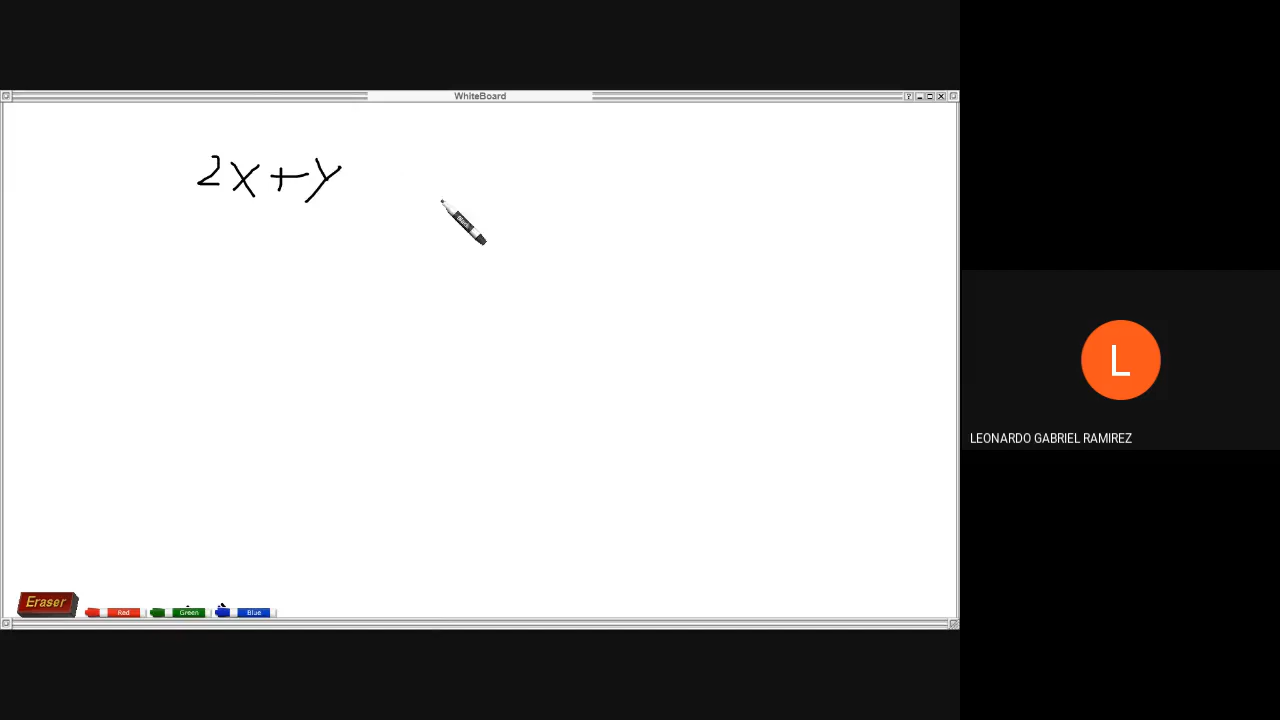 WhiteBoard
2x+y
L
LEONARDO GABRIEL RAMIREZ
Eraser
Red
Green
Blue